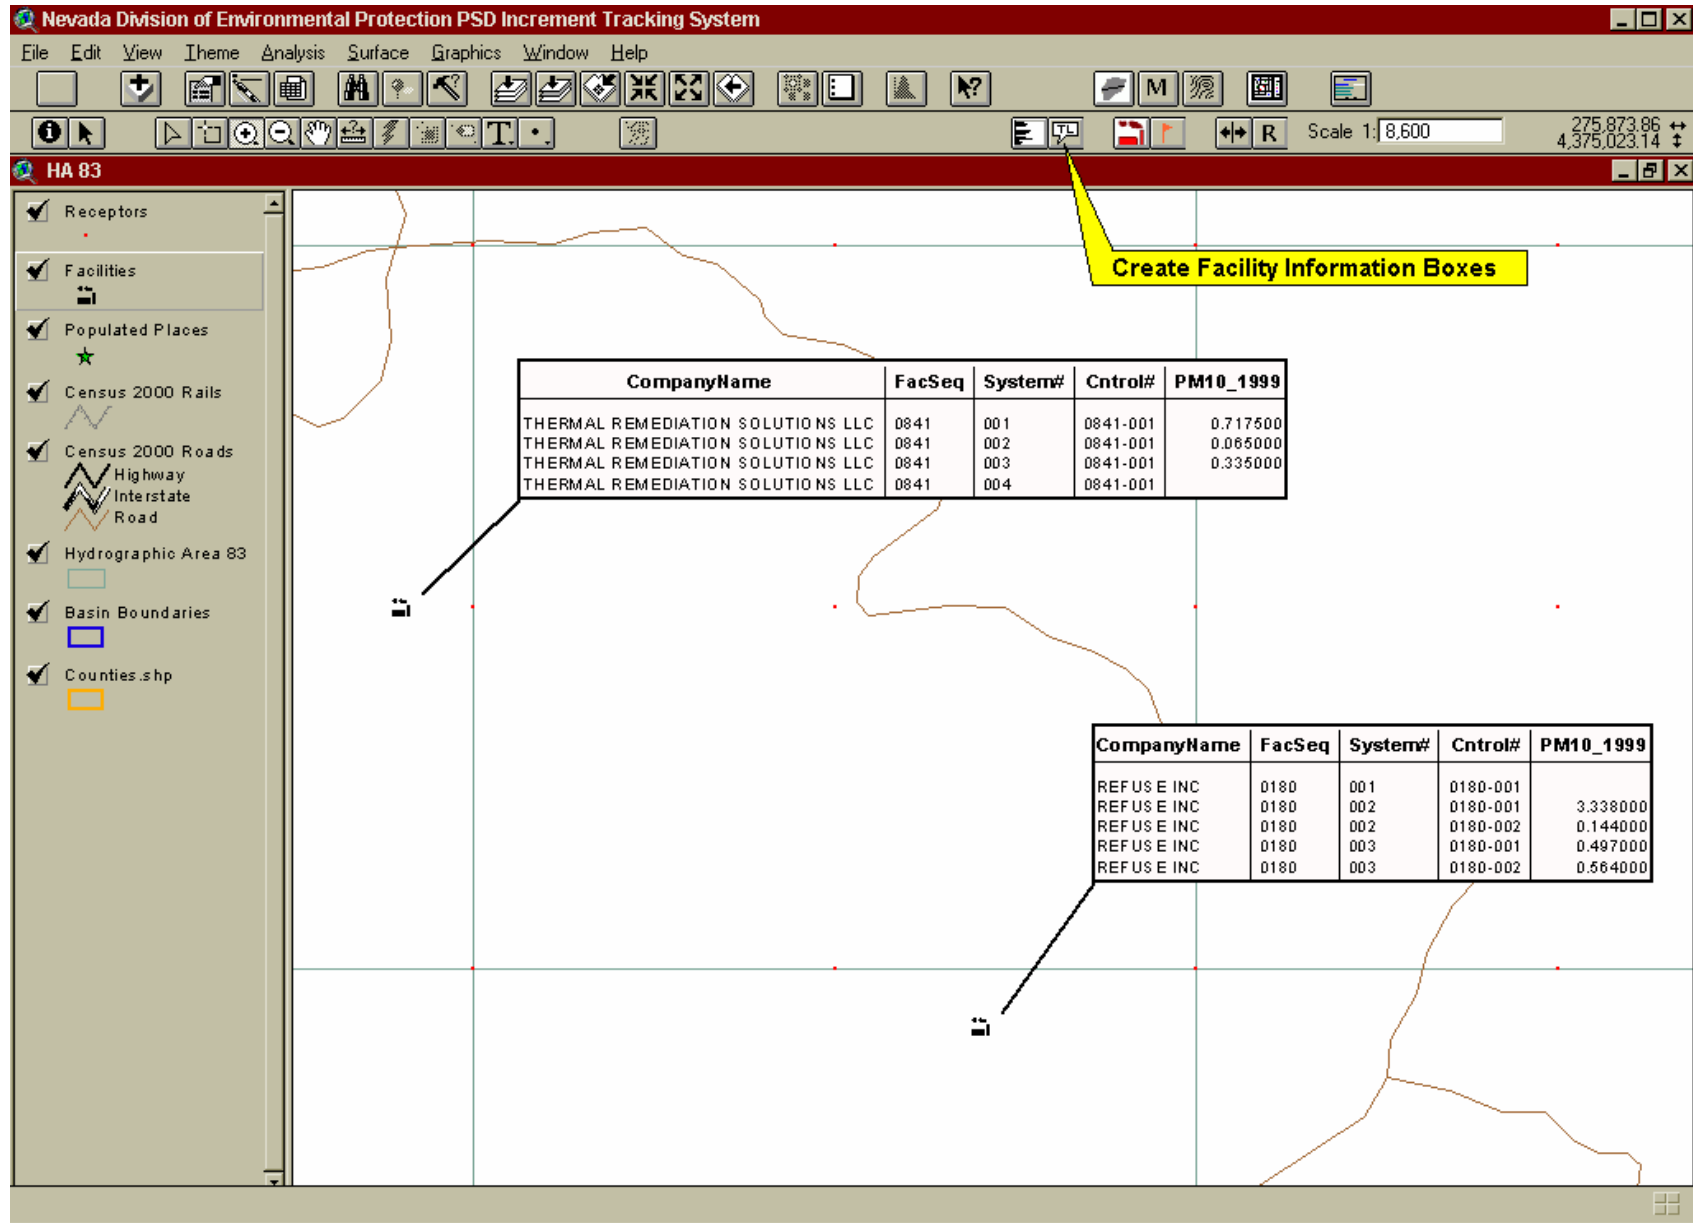 Nevada Division of Environmental Protection PSD Increment Tracking System
File Edit View Theme Analysis Surface Graphics Window Help
M
T. R Scale 1: 8,600 275,873.86
4,375,023.14
HA 83
Receptors
Facilities
Populated Places
Census 2000 Rails
Census 2000 Roads
Highway
Interstate
Road
Hydrographic Area 83
Basin Boundaries
Counties.shp
Create Facility Information Boxes
CompanyName FacSeq System# Cntrol# PM10_1999
THERMAL REMEDIATION SOLUTIONS LLC 0841 001 0841-001 0.717500
THERMAL REMEDIATION SOLUTIONS LLC 0841 002 0841-001 0.065000
THERMAL REMEDIATION SOLUTIONS LLC 0841 003 0841-001 0.335000
THERMAL REMEDIATION SOLUTIONS LLC 0841 004 0841-001
CompanyName FacSeq System# Cntrol# PM10_1999
REFUSE INC 0180 001 0180-001
REFUSE INC 0180 002 0180-001 3.338000
REFUSE INC 0180 002 0180-002 0.144000
REFUSE INC 0180 003 0180-001 0.497000
REFUSE INC 0180 003 0180-002 0.564000